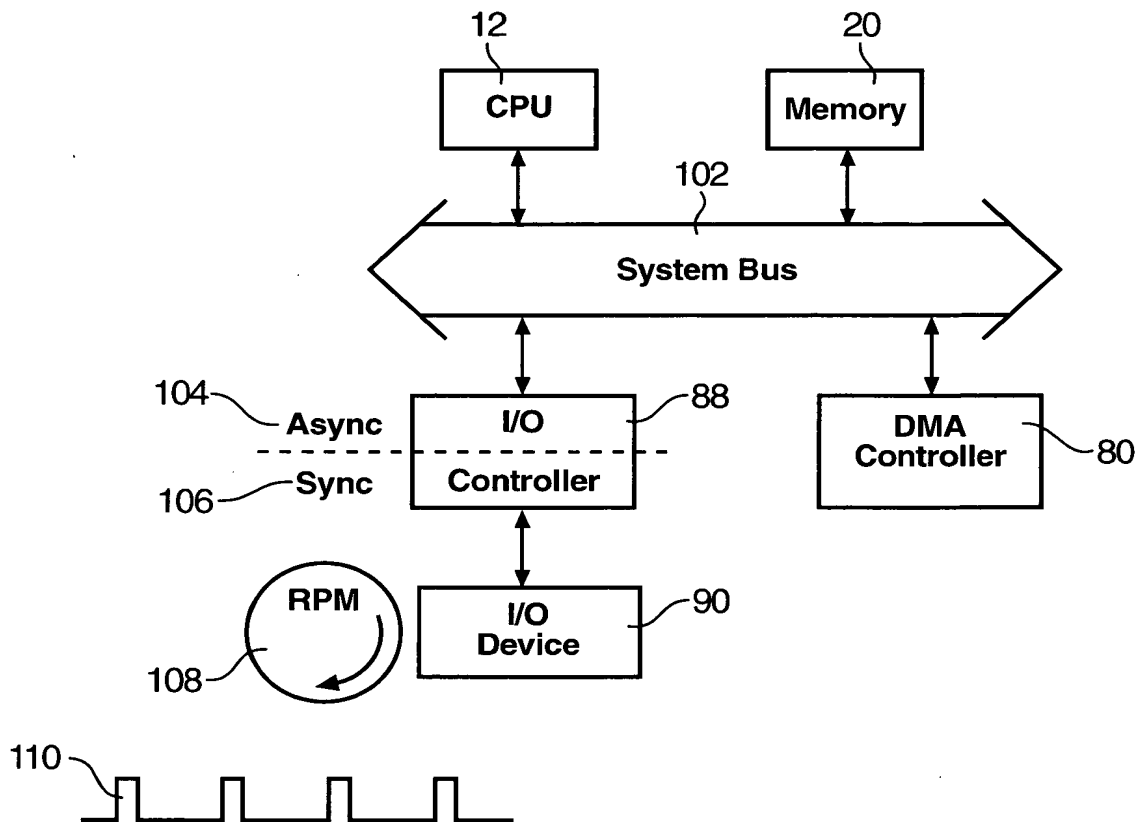 12
20
CPU
Memory
102
System Bus
104
Async
I/O
88
DMA
Controller
80
106
Sync
Controller
RPM
I/O
Device
90
108
110